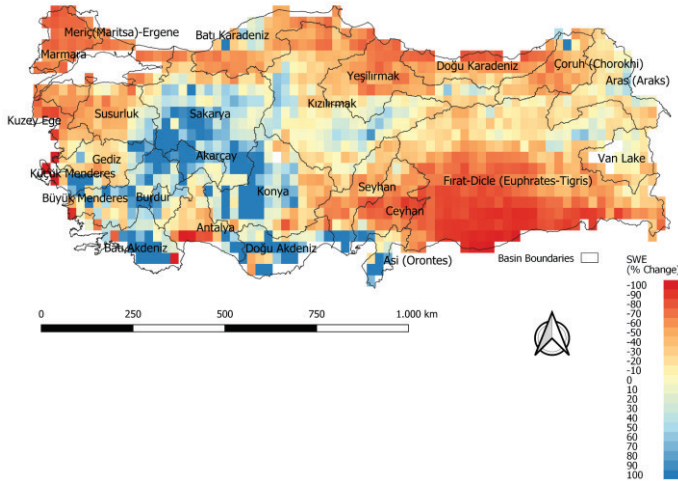 Meriç(Maritsa)-Ergene
Batı Karadeniz
Marmara
Doğu Karadeniz
Çoruh (Chorokhi)
Yeşilırmak
Aras (Araks)
Kızılırmak
Kuzey Ege
Susurluk
Sakarya
Gediz
Akarçay
Van Lake
Küçük Menderes
Fırat-Dicle (Euphrates-Tigris)
Büyük Menderes
Burdur
Konya
Seyhan
Ceyhan
Antalya
Batı Akdeniz
Doğu Akdeniz
Asi (Orontes)
Basin Boundaries
SWE
(% Change)
-100
-90
-80
-70
-60
-50
-40
-30
-20
-10
0
10
20
30
40
50
60
70
80
90
100
0 250 500 750 1.000 km